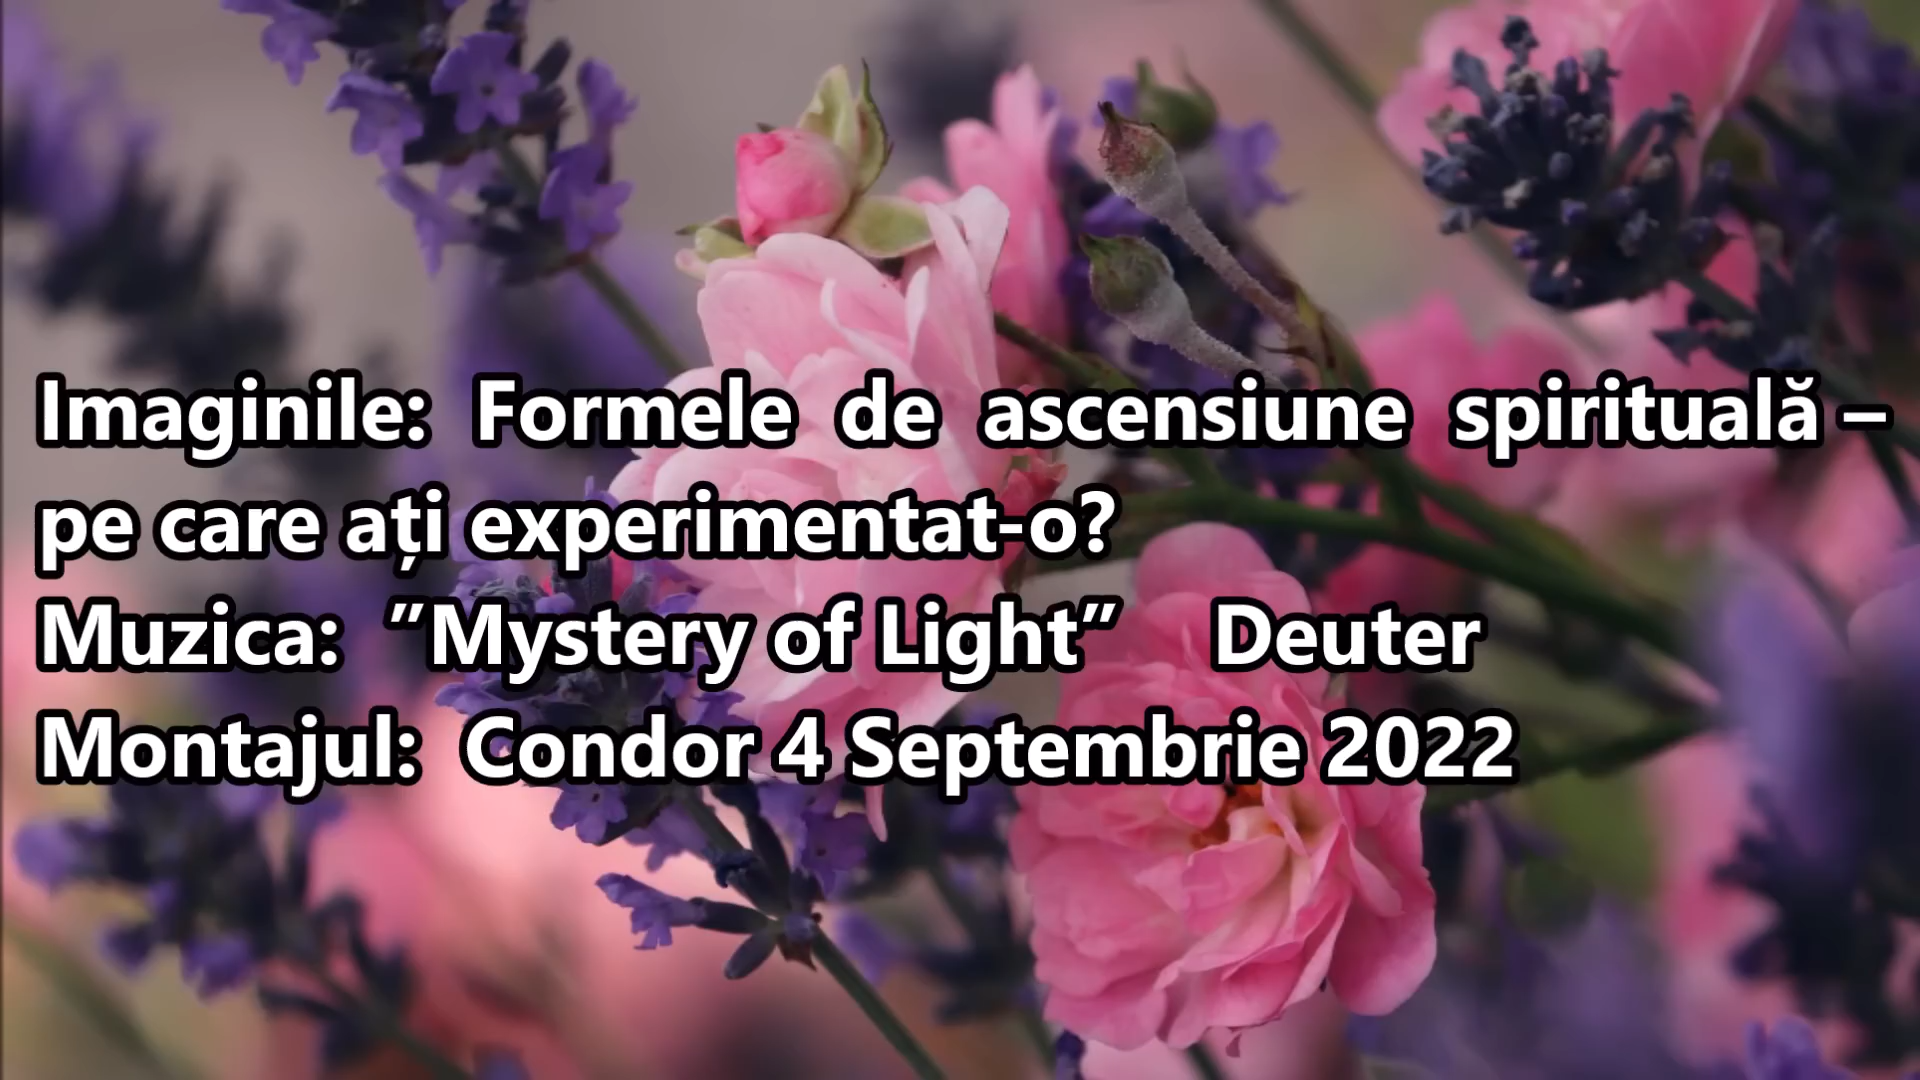 Imaginile: Formele de ascensiune spirituală –
pe care ați experimentat-o?
Muzica: ”Mystery of Light” Deuter
Montajul: Condor 4 Septembrie 2022